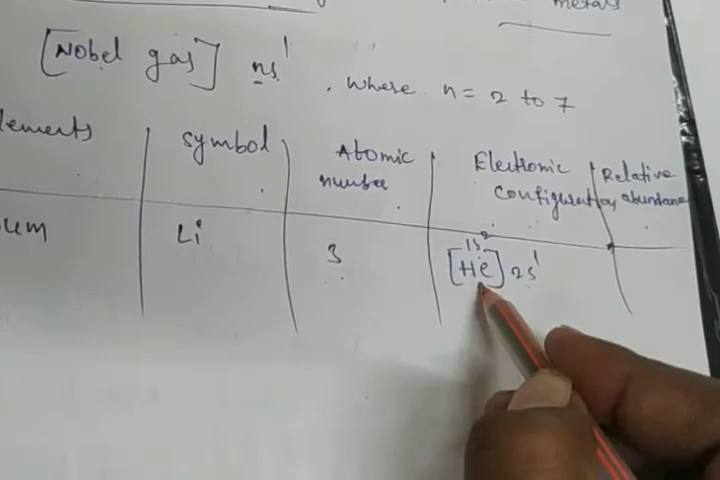 metals
[Nobel gas] ns¹ , where n = 2 to 7
lements symbol Atomic number Electronic configuration Relative abundance
um Li 3 1s² [He] 2s¹